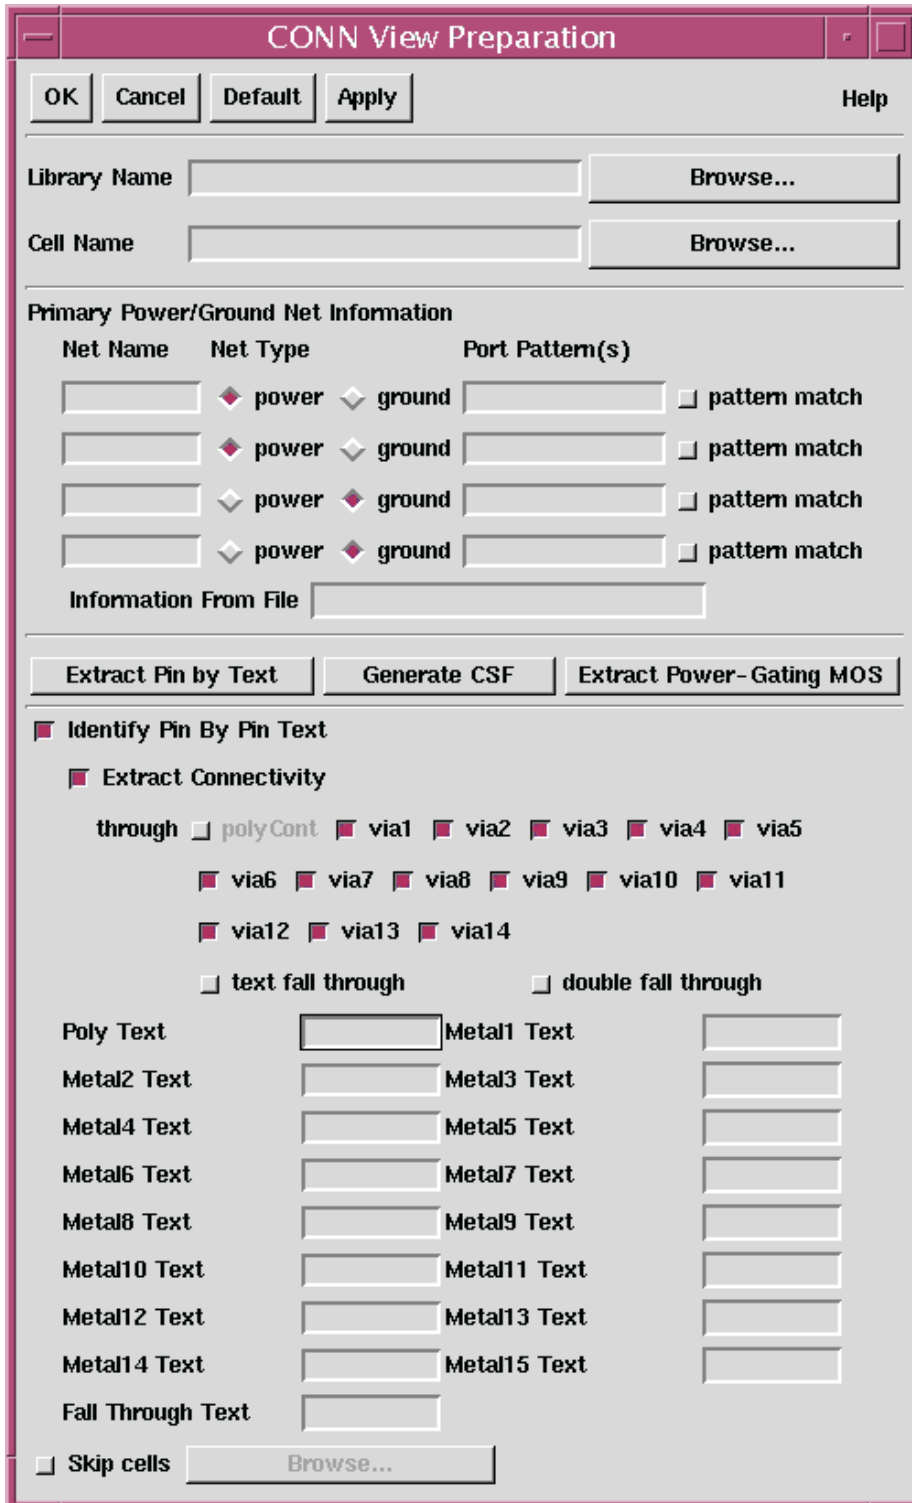 CONN View Preparation
OK Cancel Default Apply Help
Library Name Browse...
Cell Name Browse...
Primary Power/Ground Net Information
Net Name Net Type Port Pattern(s)
power ground pattern match
power ground pattern match
power ground pattern match
power ground pattern match
Information From File
Extract Pin by Text Generate CSF Extract Power-Gating MOS
Identify Pin By Pin Text
Extract Connectivity
through polyCont via1 via2 via3 via4 via5
via6 via7 via8 via9 via10 via11
via12 via13 via14
text fall through double fall through
Poly Text Metal1 Text
Metal2 Text Metal3 Text
Metal4 Text Metal5 Text
Metal6 Text Metal7 Text
Metal8 Text Metal9 Text
Metal10 Text Metal11 Text
Metal12 Text Metal13 Text
Metal14 Text Metal15 Text
Fall Through Text
Skip cells Browse...